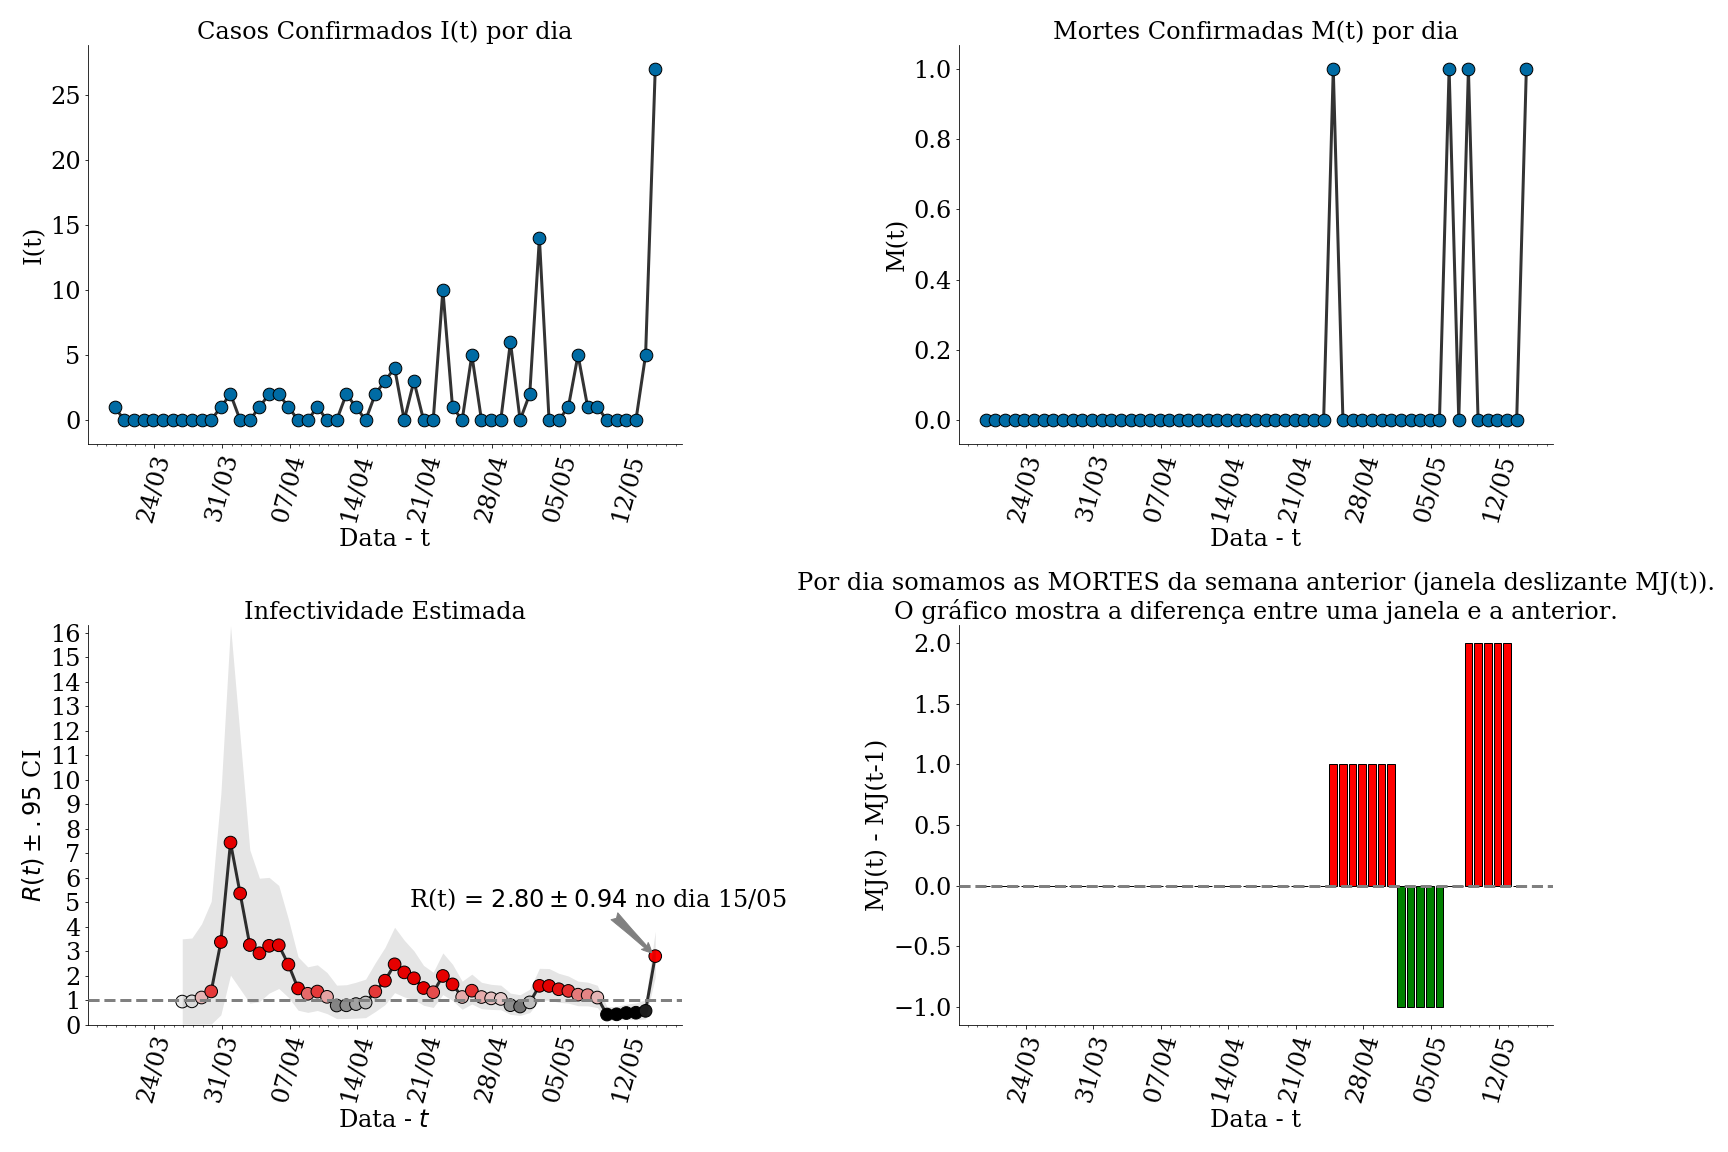 Casos Confirmados I(t) por dia
I(t)
25
20
15
10
5
0
24/03 31/03 07/04 14/04 21/04 28/04 05/05 12/05
Data - t
Mortes Confirmadas M(t) por dia
M(t)
1.0
0.8
0.6
0.4
0.2
0.0
24/03 31/03 07/04 14/04 21/04 28/04 05/05 12/05
Data - t
Infectividade Estimada
R(t) ± .95 CI
16
15
14
13
12
11
10
9
8
7
6
5
4
3
2
1
0
R(t) = 2.80 ± 0.94 no dia 15/05
24/03 31/03 07/04 14/04 21/04 28/04 05/05 12/05
Data - t
Por dia somamos as MORTES da semana anterior (janela deslizante MJ(t)).
O gráfico mostra a diferença entre uma janela e a anterior.
MJ(t) - MJ(t-1)
2.0
1.5
1.0
0.5
0.0
−0.5
−1.0
24/03 31/03 07/04 14/04 21/04 28/04 05/05 12/05
Data - t